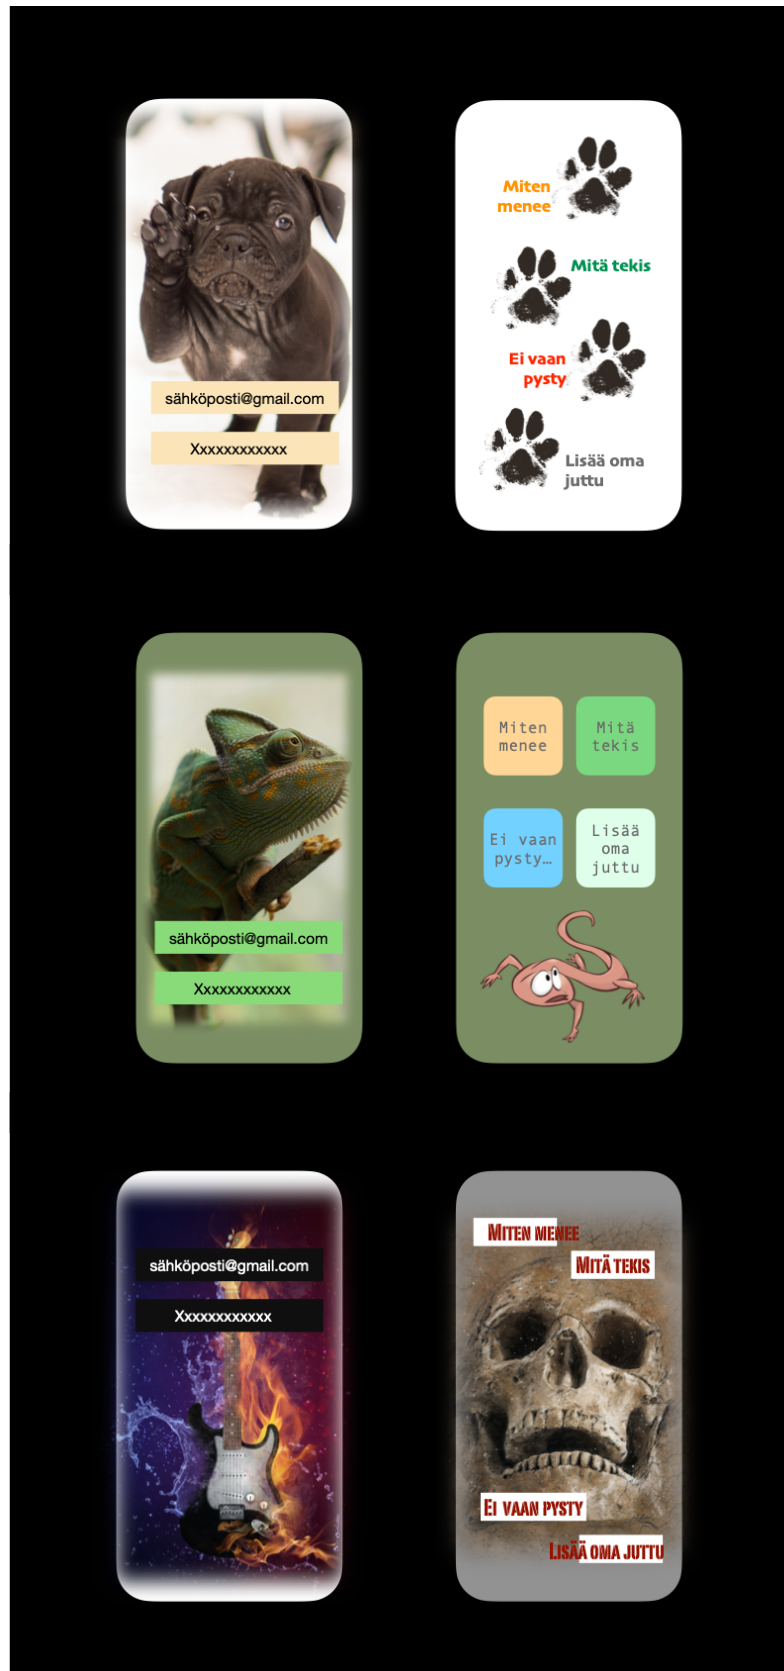 sähköposti@gmail.com
Xxxxxxxxxxxx
Miten
menee
Mitä tekis
Ei vaan
pysty
Lisää oma
juttu
sähköposti@gmail.com
Xxxxxxxxxxxx
Miten
menee
Mitä
tekis
Ei vaan
pysty…
Lisää
oma
juttu
sähköposti@gmail.com
Xxxxxxxxxxxx
MITEN MENEE
MITÄ TEKIS
EI VAAN PYSTY
LISÄÄ OMA JUTTU